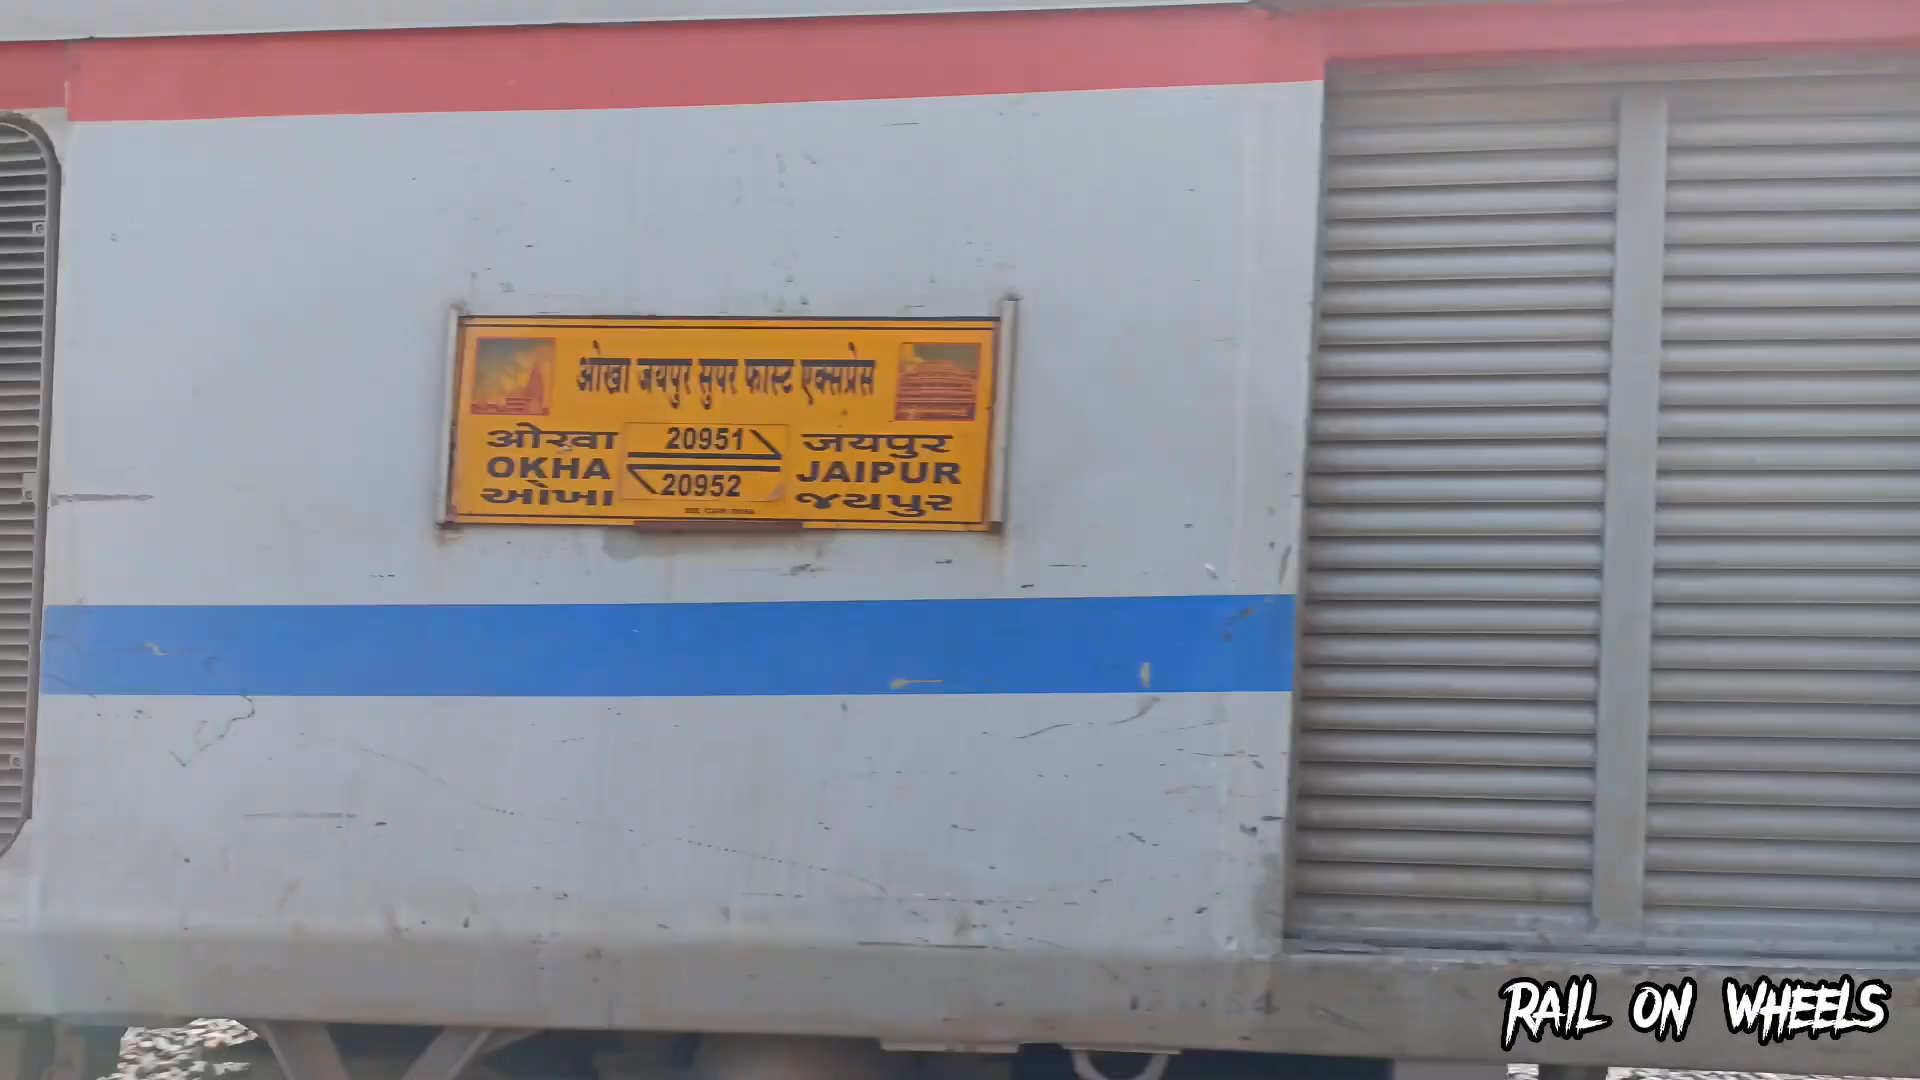 ओखा जयपुर सुपर फास्ट एक्सप्रेस
ओखा 20951 जयपुर
OKHA JAIPUR
ઓખા 20952 જયપુર
RAIL ON WHEELS